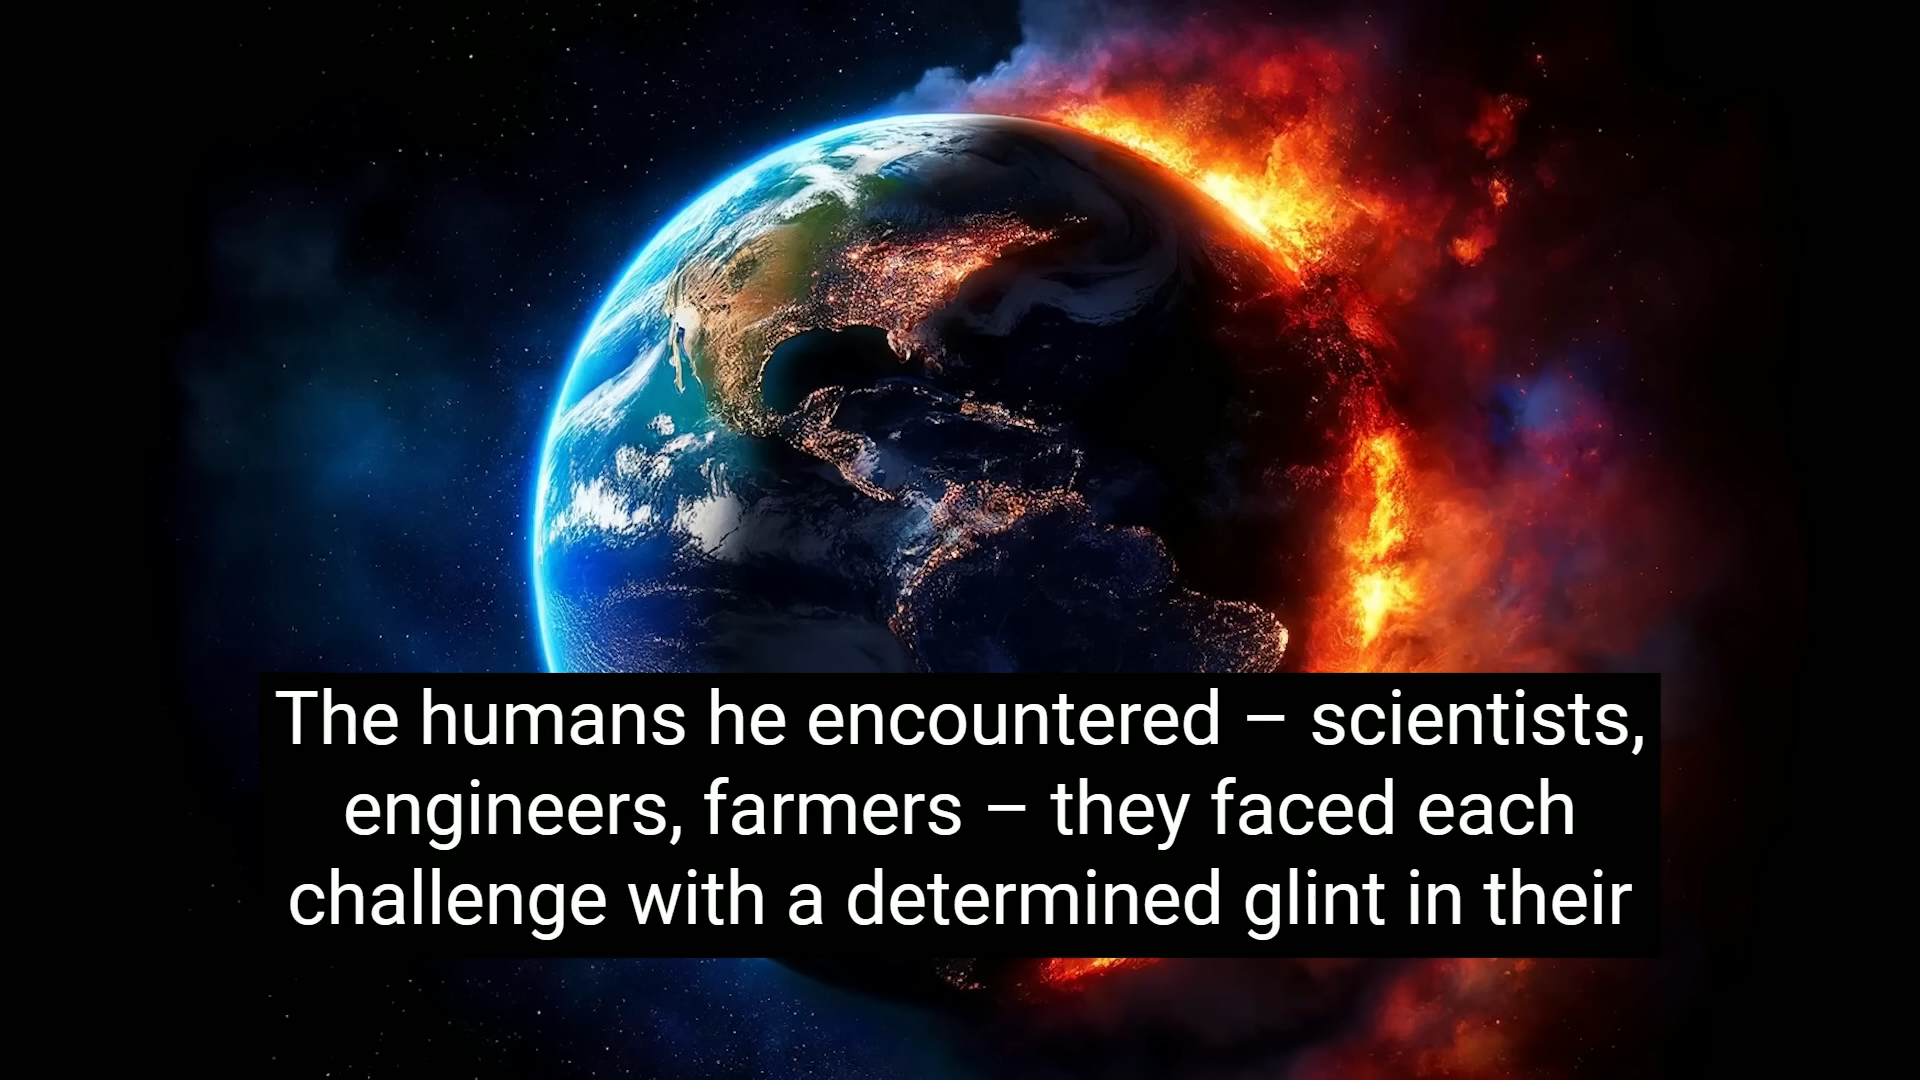 The humans he encountered – scientists,
engineers, farmers – they faced each
challenge with a determined glint in their